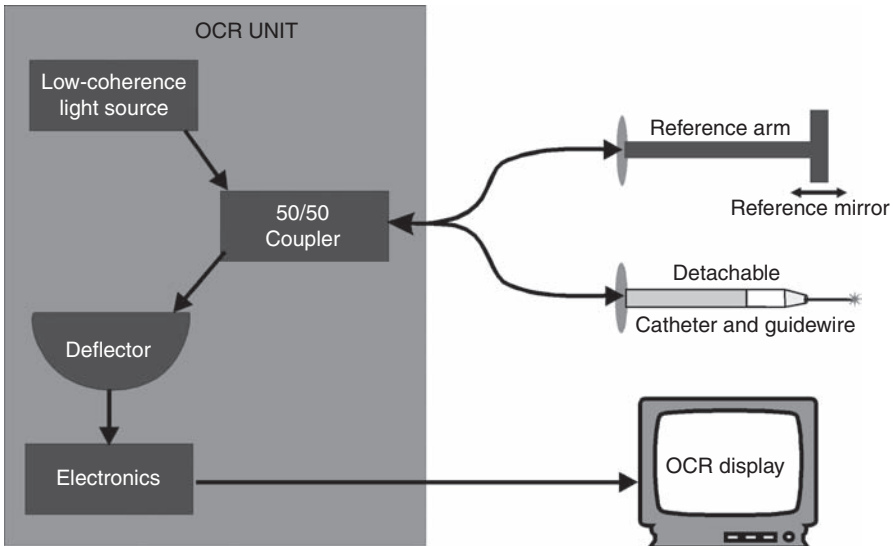 OCR UNIT
Low-coherence
light source
50/50
Coupler
Deflector
Electronics
Reference arm
Reference mirror
Detachable
Catheter and guidewire
OCR display